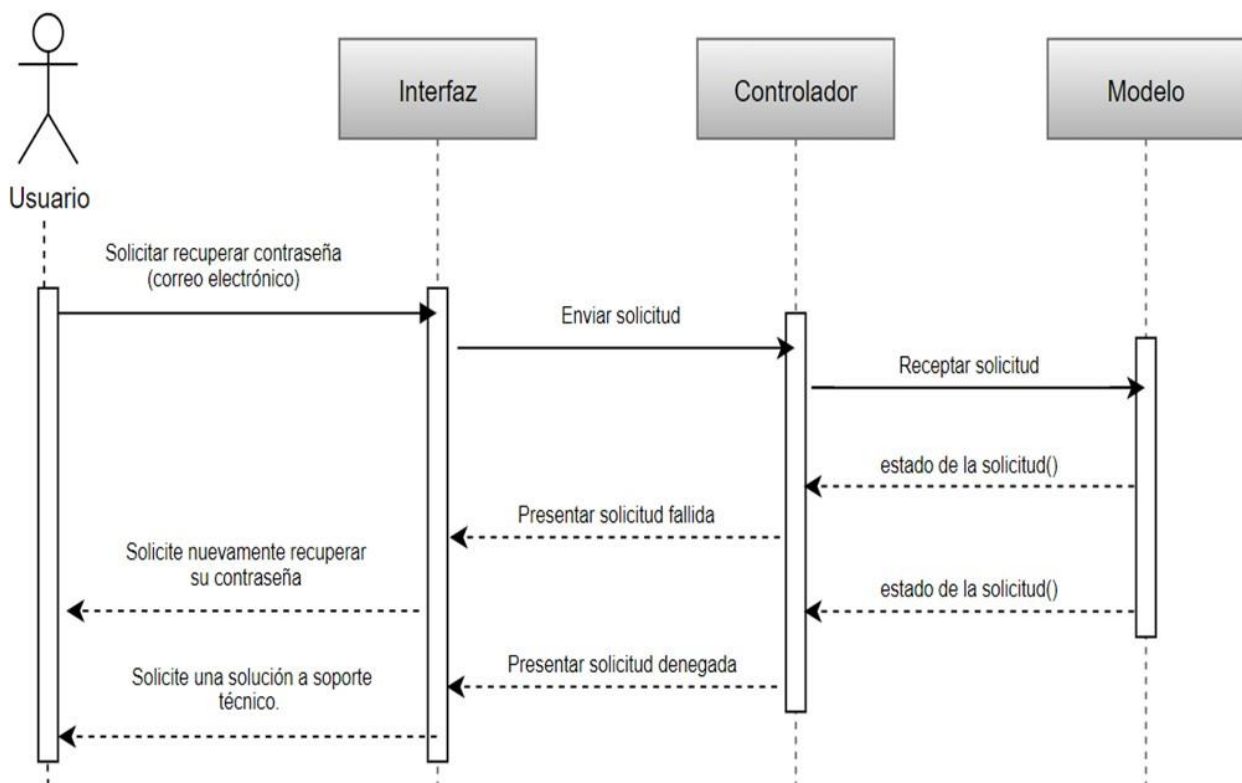 Interfaz
Controlador
Modelo
Usuario
Solicitar recuperar contraseña
(correo electrónico)
Enviar solicitud
Receptar solicitud
estado de la solicitud()
Presentar solicitud fallida
Solicite nuevamente recuperar
su contraseña
estado de la solicitud()
Presentar solicitud denegada
Solicite una solución a soporte
técnico.